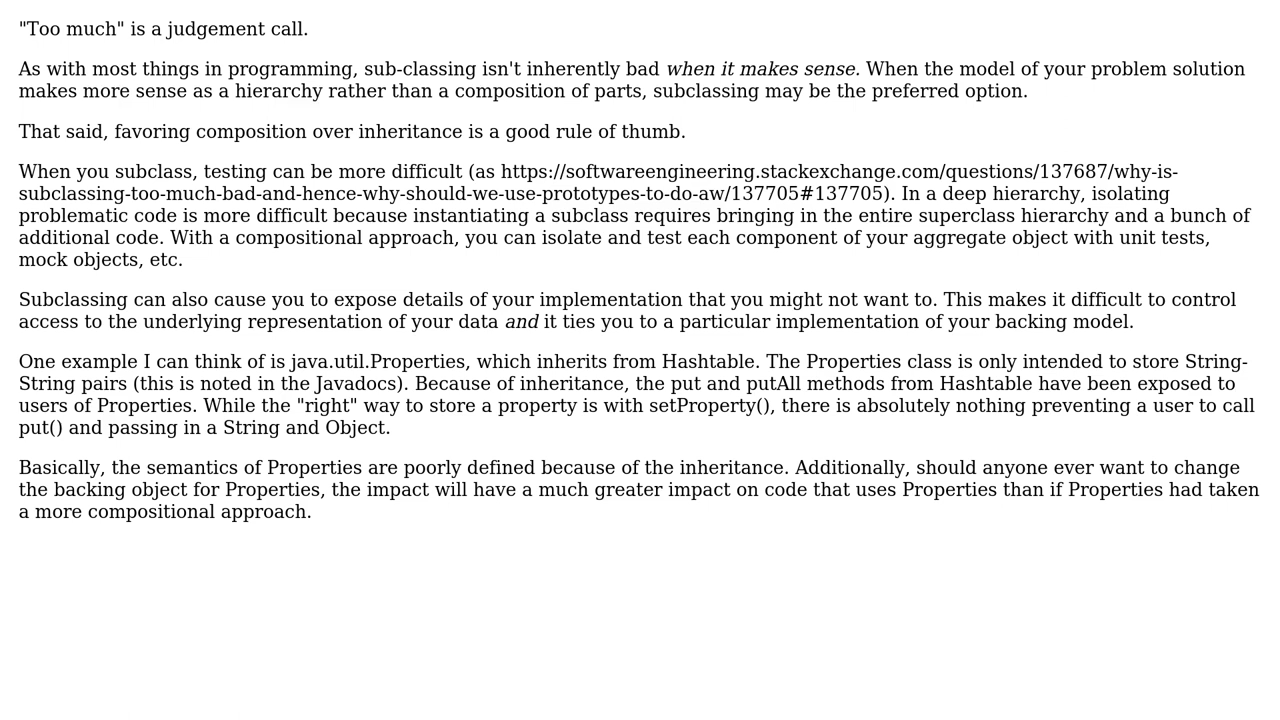 "Too much" is a judgement call.
As with most things in programming, sub-classing isn't inherently bad when it makes sense. When the model of your problem solution
makes more sense as a hierarchy rather than a composition of parts, subclassing may be the preferred option.
That said, favoring composition over inheritance is a good rule of thumb.
When you subclass, testing can be more difficult (as https://softwareengineering.stackexchange.com/questions/137687/why-is-
subclassing-too-much-bad-and-hence-why-should-we-use-prototypes-to-do-aw/137705#137705). In a deep hierarchy, isolating
problematic code is more difficult because instantiating a subclass requires bringing in the entire superclass hierarchy and a bunch of
additional code. With a compositional approach, you can isolate and test each component of your aggregate object with unit tests,
mock objects, etc.
Subclassing can also cause you to expose details of your implementation that you might not want to. This makes it difficult to control
access to the underlying representation of your data and it ties you to a particular implementation of your backing model.
One example I can think of is java.util.Properties, which inherits from Hashtable. The Properties class is only intended to store String-
String pairs (this is noted in the Javadocs). Because of inheritance, the put and putAll methods from Hashtable have been exposed to
users of Properties. While the "right" way to store a property is with setProperty(), there is absolutely nothing preventing a user to call
put() and passing in a String and Object.
Basically, the semantics of Properties are poorly defined because of the inheritance. Additionally, should anyone ever want to change
the backing object for Properties, the impact will have a much greater impact on code that uses Properties than if Properties had taken
a more compositional approach.